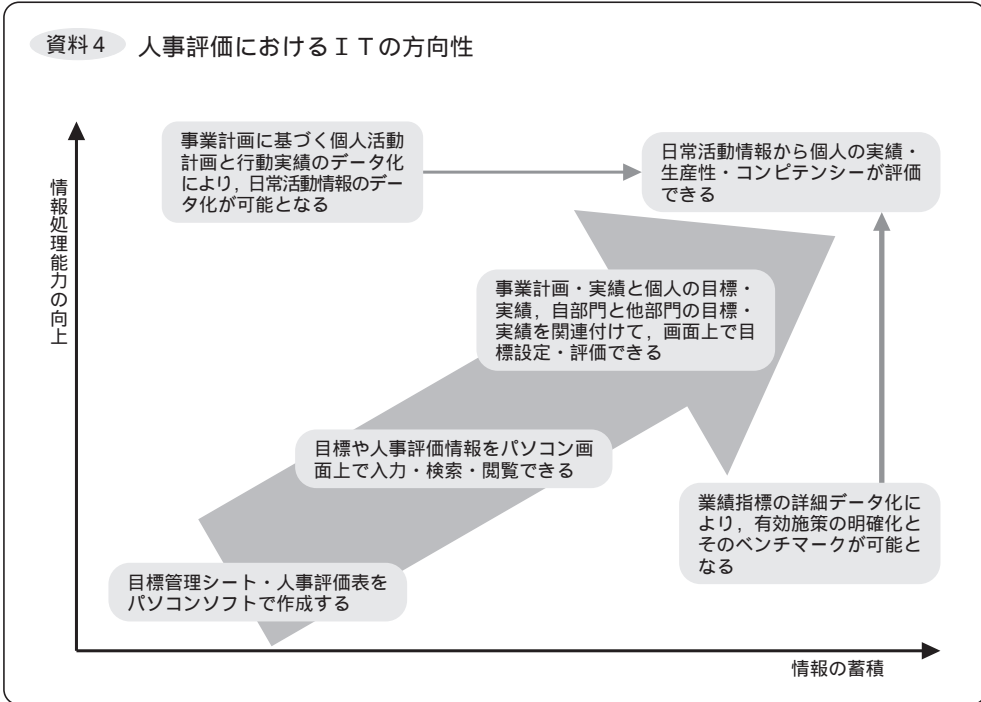 資料4 人事評価におけるITの方向性
事業計画に基づく個人活動
計画と行動実績のデータ化
により，日常活動情報のデー
タ化が可能となる
日常活動情報から個人の実績・
生産性・コンピテンシーが評価
できる
情報処理能力の向上
事業計画・実績と個人の目標・
実績，自部門と他部門の目標・
実績を関連付けて，画面上で目
標設定・評価できる
目標や人事評価情報をパソコン画
面上で入力・検索・閲覧できる
業績指標の詳細データ化に
より，有効施策の明確化と
そのベンチマークが可能と
なる
目標管理シート・人事評価表を
パソコンソフトで作成する
情報の蓄積